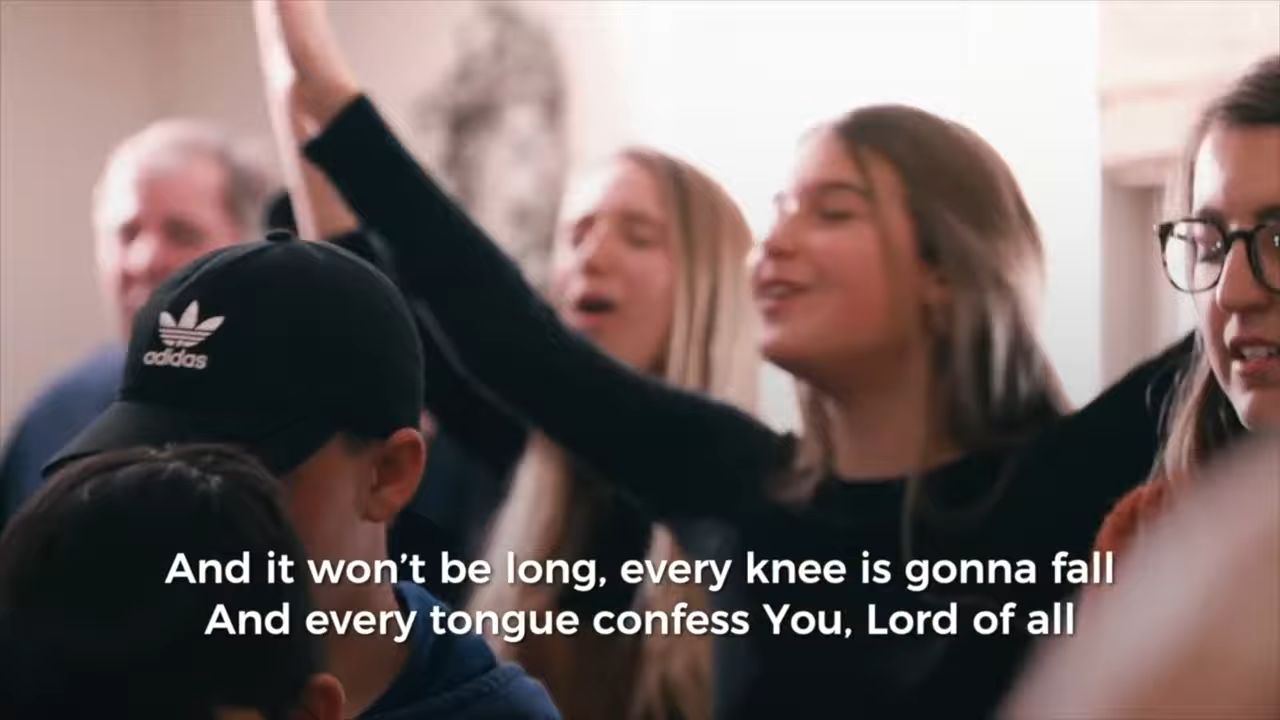 adidas
And it won’t be long, every knee is gonna fall
And every tongue confess You, Lord of all